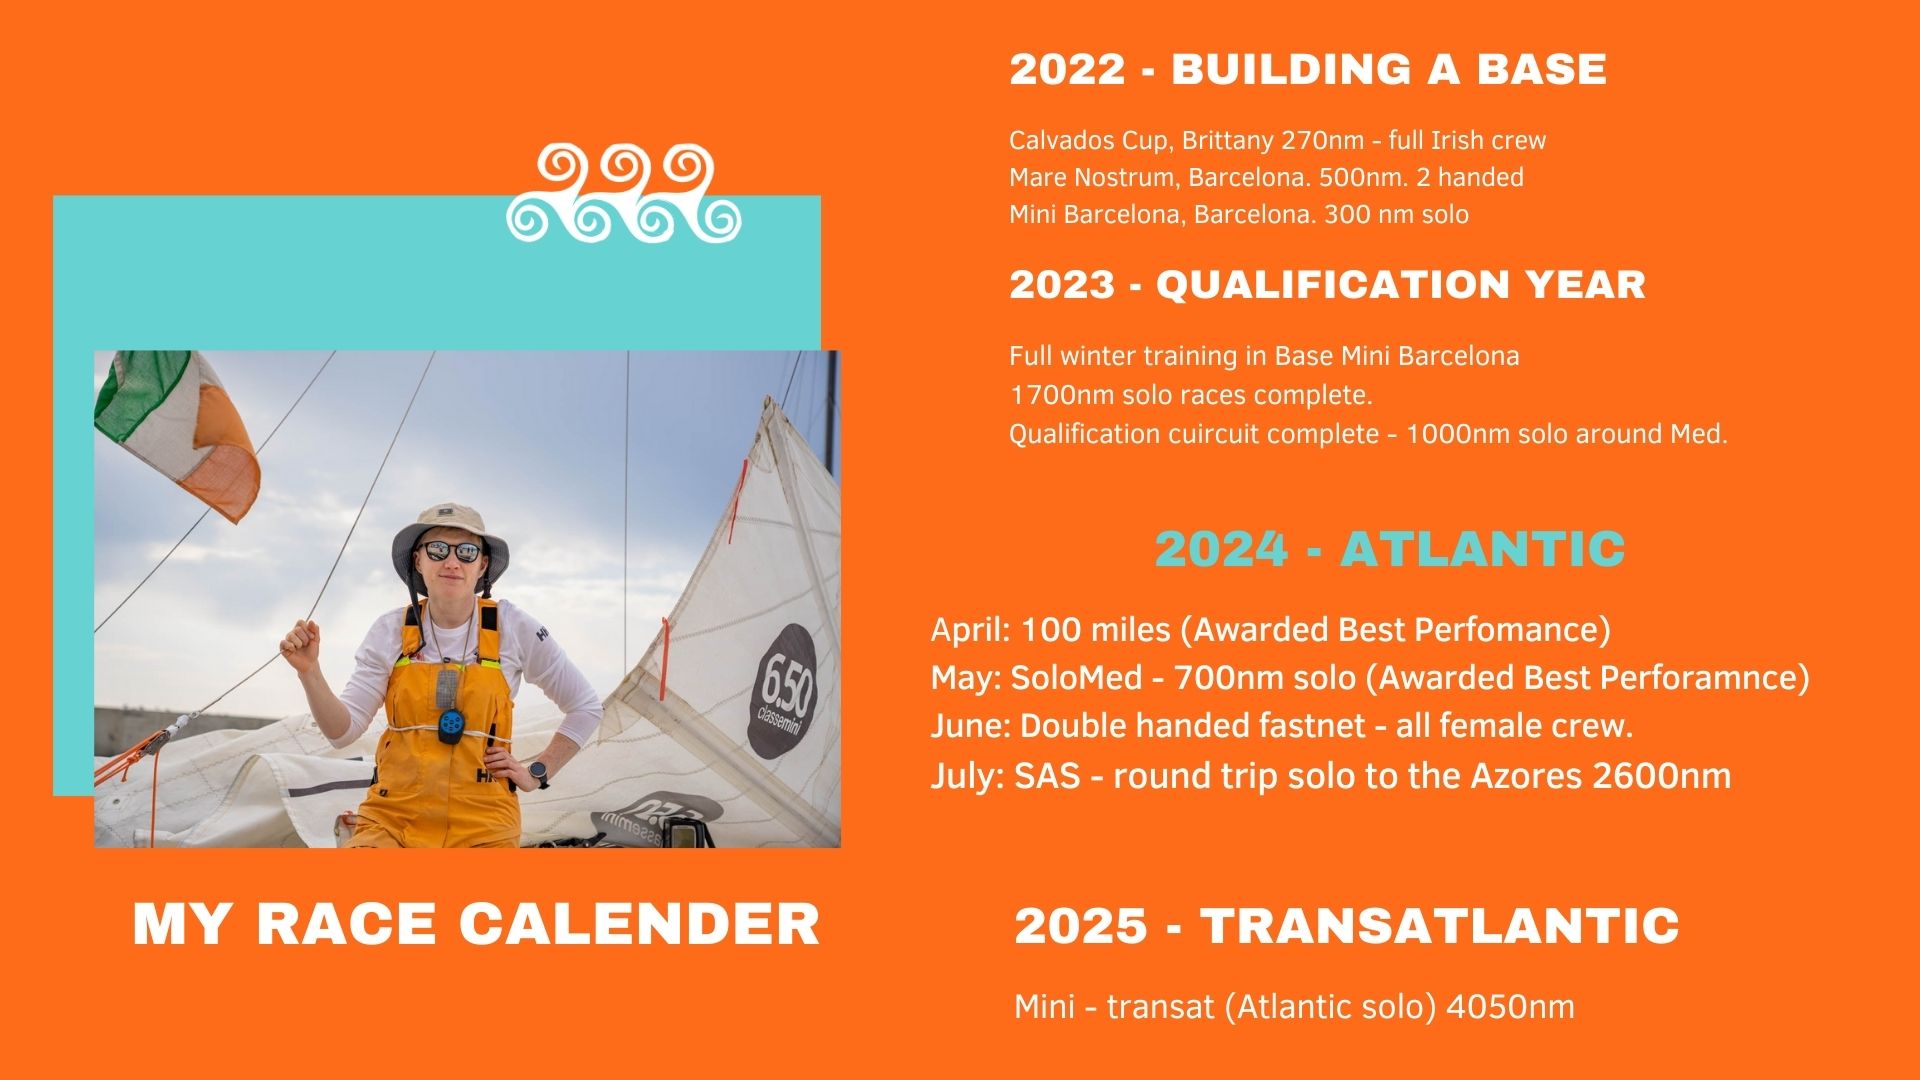 2022 - BUILDING A BASE
Calvados Cup, Brittany 270nm - full Irish crew
Mare Nostrum, Barcelona. 500nm. 2 handed
Mini Barcelona, Barcelona. 300 nm solo
2023 - QUALIFICATION YEAR
Full winter training in Base Mini Barcelona
1700nm solo races complete.
Qualification cuircuit complete - 1000nm solo around Med.
2024 - ATLANTIC
April: 100 miles (Awarded Best Perfomance)
May: SoloMed - 700nm solo (Awarded Best Perforamnce)
June: Double handed fastnet - all female crew.
July: SAS - round trip solo to the Azores 2600nm
6.50
classemini
MY RACE CALENDER
2025 - TRANSATLANTIC
Mini - transat (Atlantic solo) 4050nm